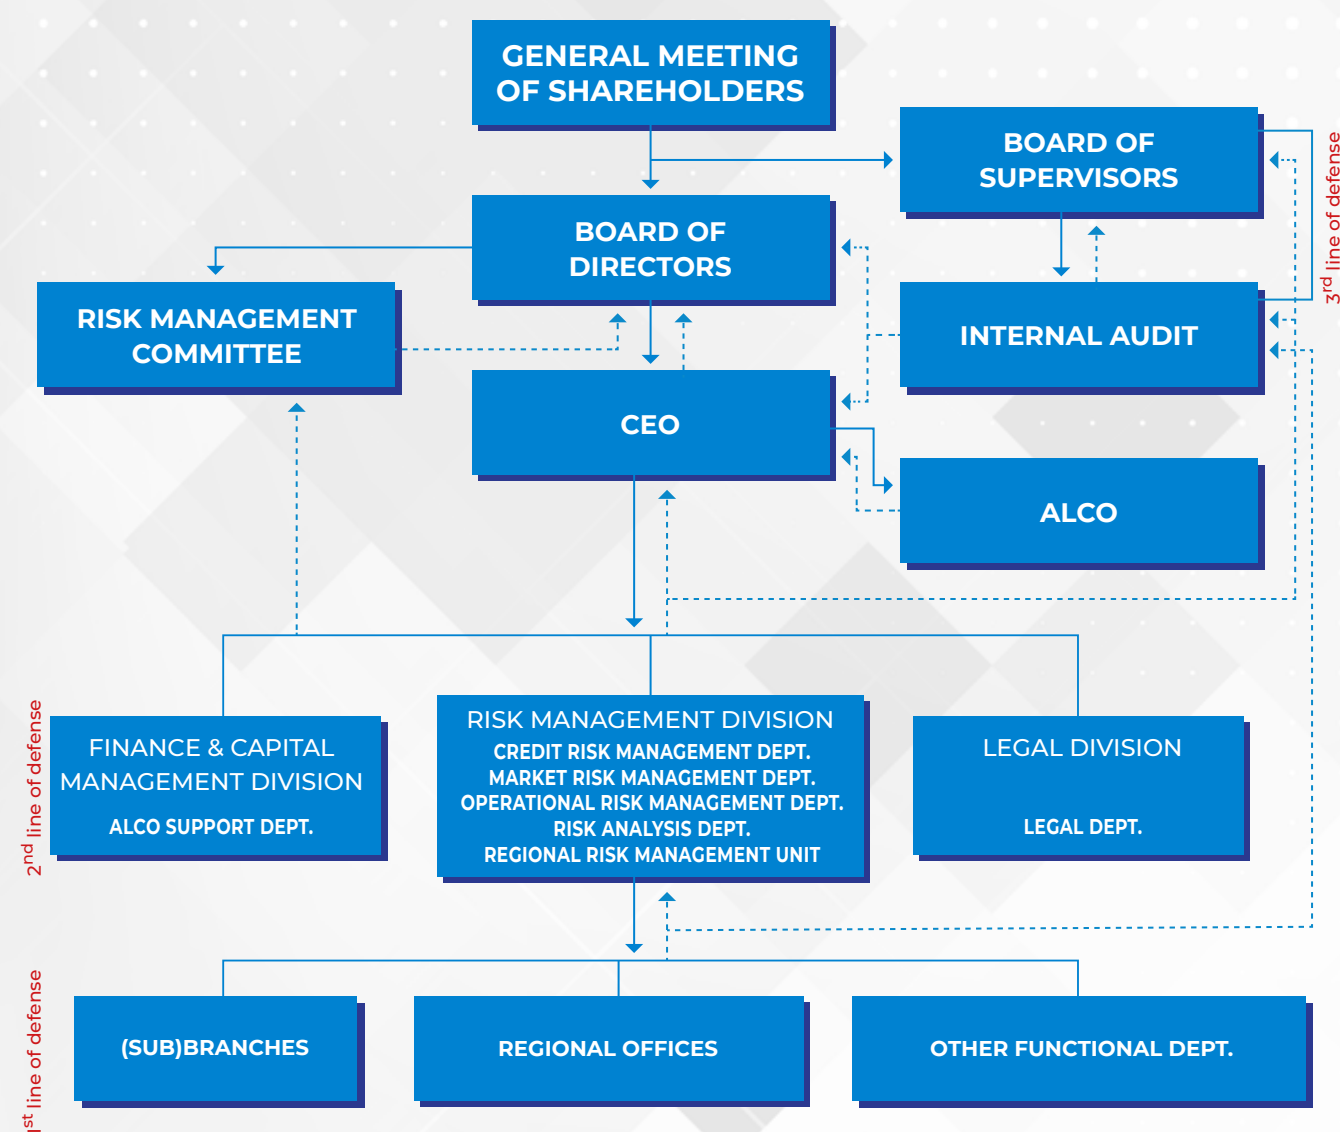 GENERAL MEETING
OF SHAREHOLDERS
BOARD OF
SUPERVISORS
3rd line of defense
BOARD OF
DIRECTORS
RISK MANAGEMENT
COMMITTEE
INTERNAL AUDIT
CEO
ALCO
2nd line of defense
FINANCE & CAPITAL
MANAGEMENT DIVISION
ALCO SUPPORT DEPT.
RISK MANAGEMENT DIVISION
CREDIT RISK MANAGEMENT DEPT.
MARKET RISK MANAGEMENT DEPT.
OPERATIONAL RISK MANAGEMENT DEPT.
RISK ANALYSIS DEPT.
REGIONAL RISK MANAGEMENT UNIT
LEGAL DIVISION
LEGAL DEPT.
1st line of defense
(SUB)BRANCHES
REGIONAL OFFICES
OTHER FUNCTIONAL DEPT.